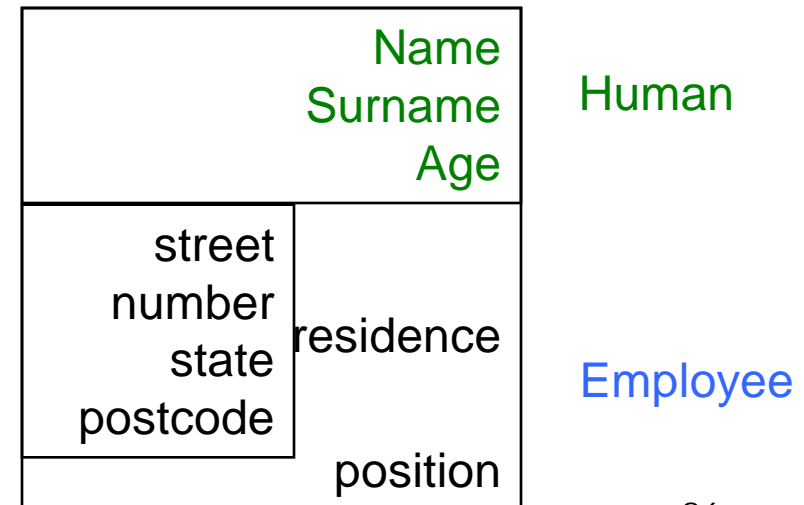 Name
Surname
Age
Human
street
number
state
postcode
residence
position
Employee